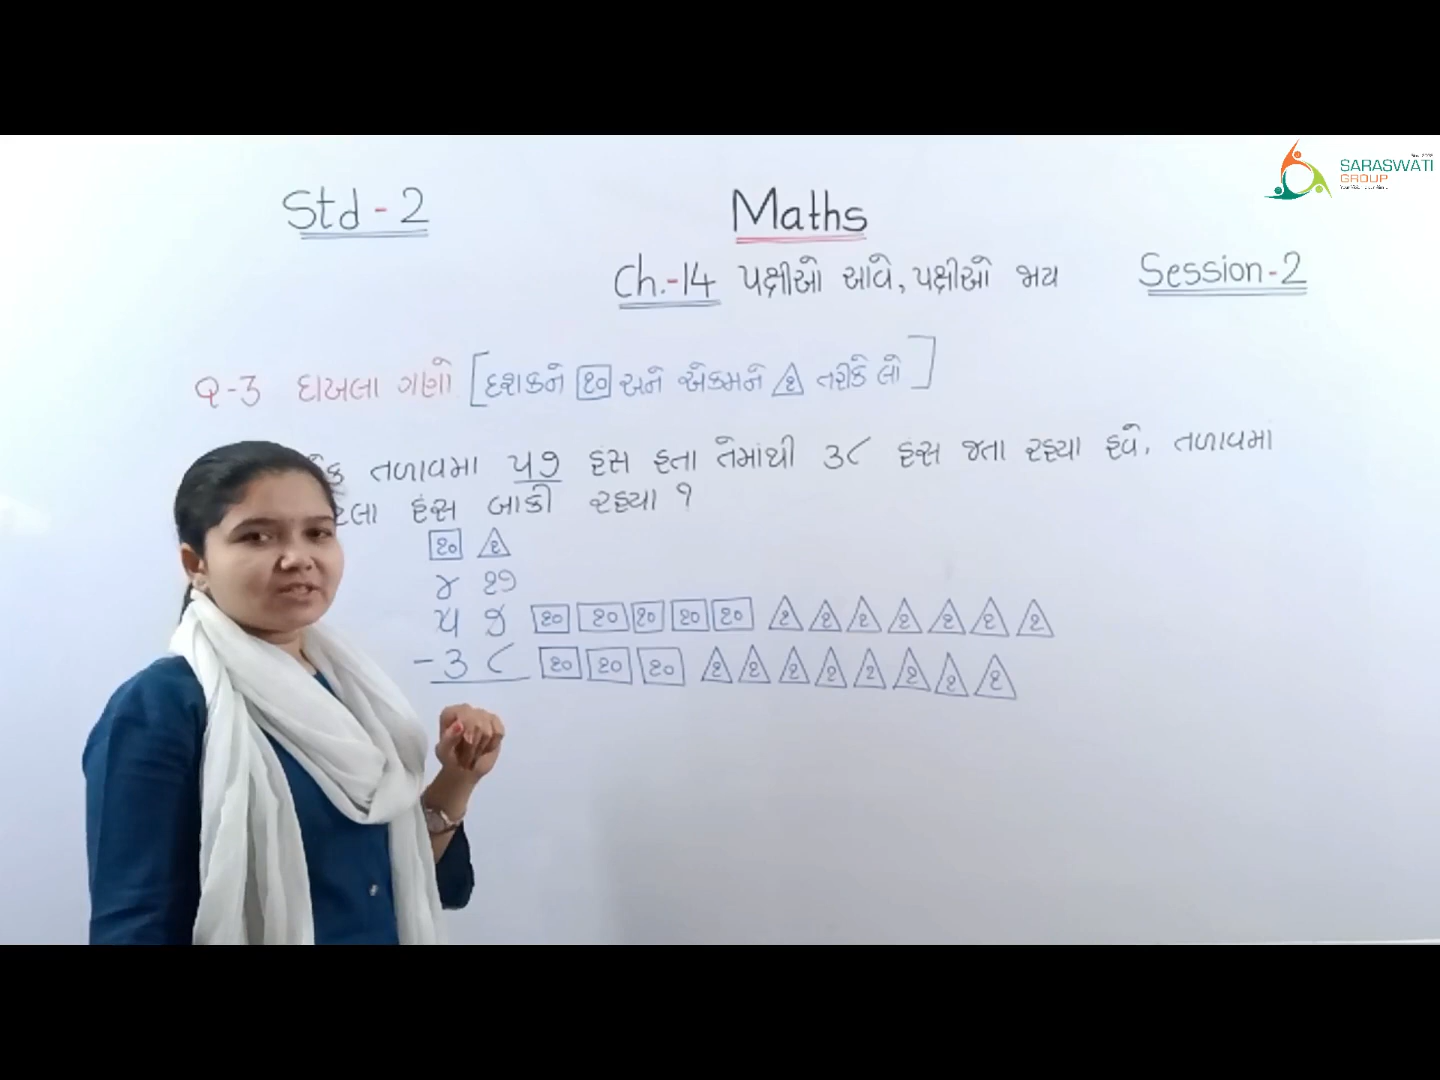 SARASWATI
GROUP
Std - 2 Maths
Ch.-14 પક્ષીઓ આવે, પક્ષીઓ જાય Session - 2
Q-3 દાખલા ગણો [દશકને ૧૦ અને એકમને ૧ તરીકે લો]
તળાવમા ૫૭ હંસ હતા તેમાંથી ૩૮ હંસ જતા રહ્યા હવે, તળાવમાં
હંસ બાકી રહ્યા ?
૧૦ ૧
૪ ૧૭
૫ ૭ ૧૦ ૧૦ ૧૦ ૧૦ ૧૦ ૧ ૧ ૧ ૧ ૧ ૧ ૧
- ૩ ૮ ૧૦ ૧૦ ૧૦ ૧ ૧ ૧ ૧ ૧ ૧ ૧ ૧